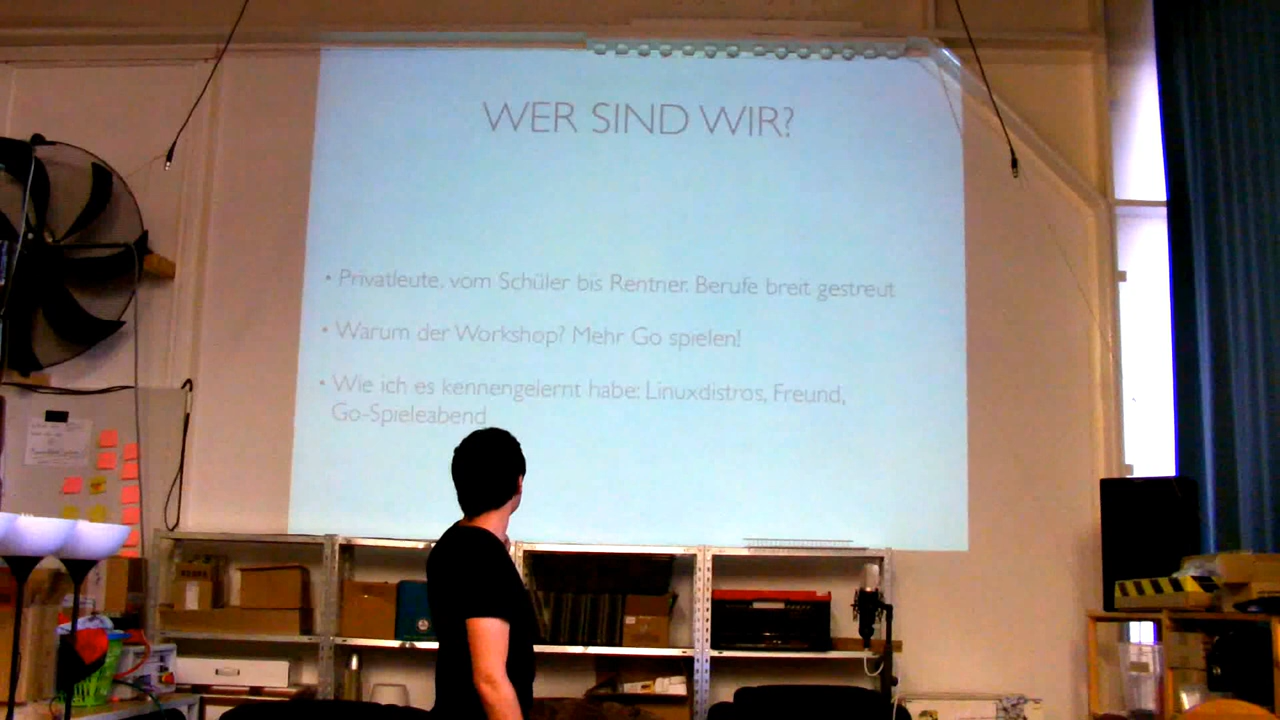 WER SIND WIR?
• Privatleute, vom Schüler bis Rentner. Berufe breit gestreut
• Warum der Workshop? Mehr Go spielen!
• Wie ich es kennengelernt habe: Linuxdistros, Freund,
Go-Spieleabend